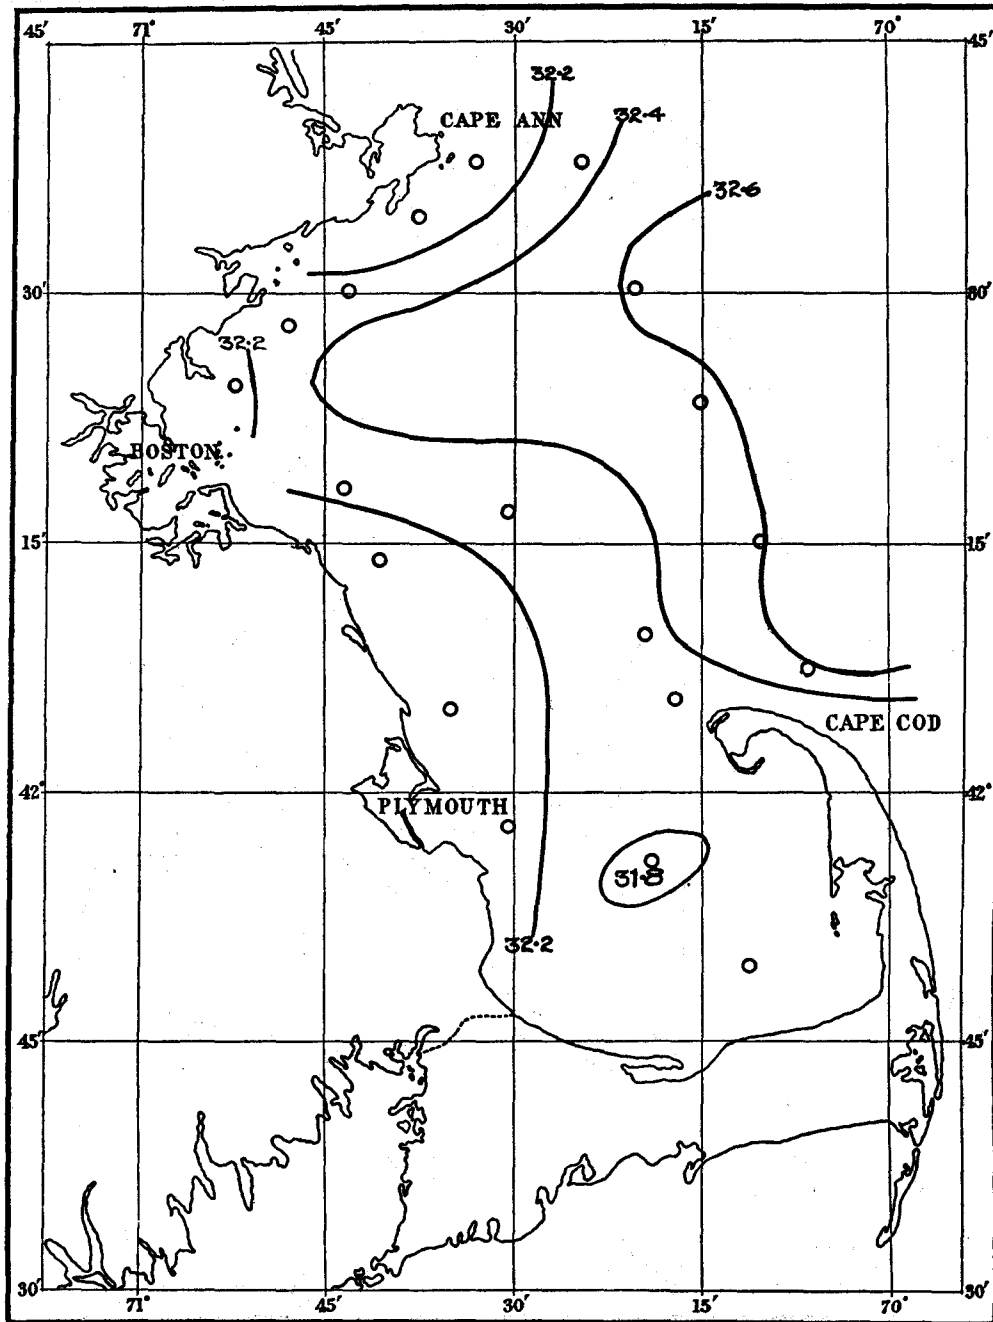 45′ 71° 45′ 30′ 15′ 70° 45′
32·2
32·4
CAPE ANN
32·6
30′ 30′
32·2
BOSTON
15′ 15′
CAPE COD
42° 42°
PLYMOUTH
31·8
32·2
45′ 45′
30′ 30′
71° 45′ 30′ 15′ 70°